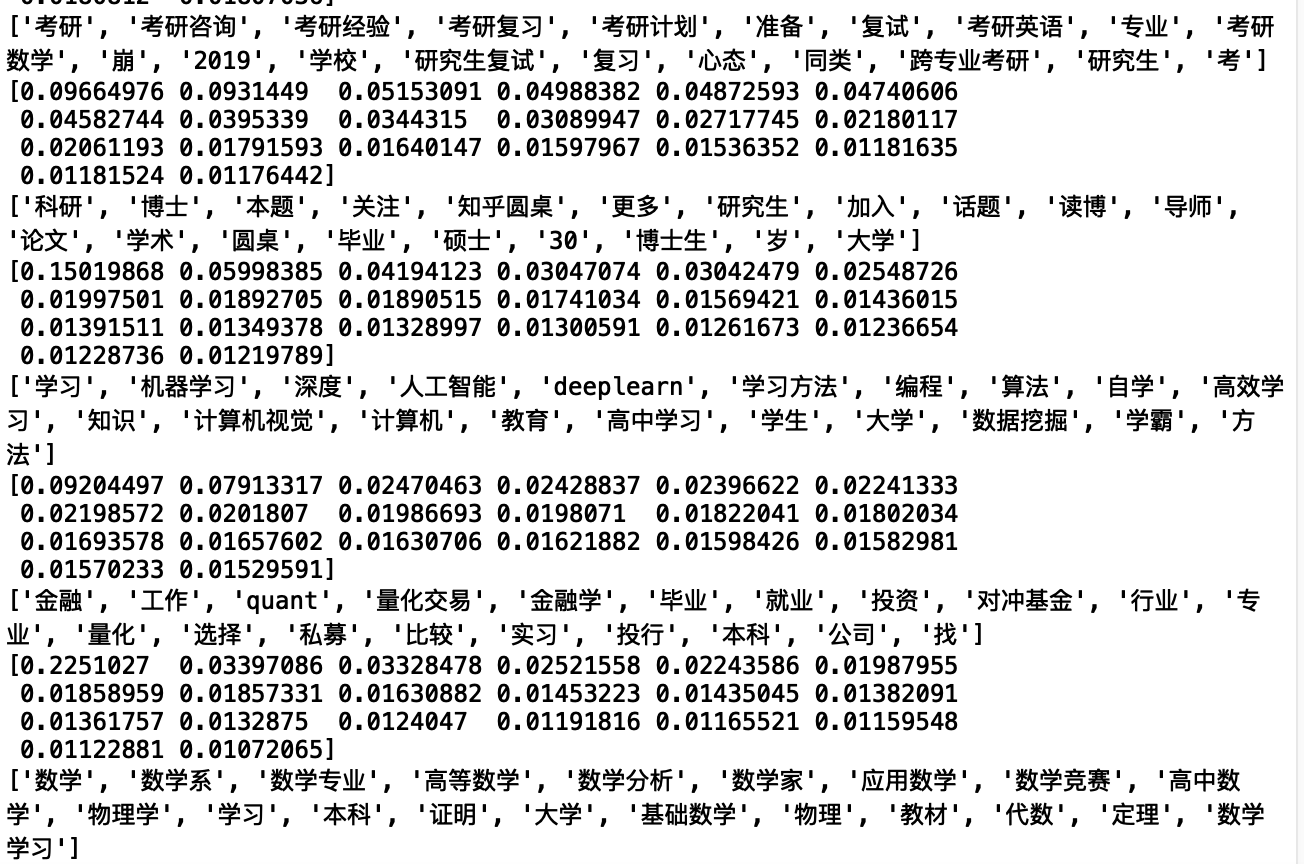 ['考研', '考研咨询', '考研经验', '考研复习', '考研计划', '准备', '复试', '考研英语', '专业', '考研
数学', '崩', '2019', '学校', '研究生复试', '复习', '心态', '同类', '跨专业考研', '研究生', '考']
[0.09664976 0.0931449  0.05153091 0.04988382 0.04872593 0.04740606
0.04582744 0.0395339  0.0344315  0.03089947 0.02717745 0.02180117
0.02061193 0.01791593 0.01640147 0.01597967 0.01536352 0.01181635
0.01181524 0.01176442]
['科研', '博士', '本题', '关注', '知乎圆桌', '更多', '研究生', '加入', '话题', '读博', '导师',
'论文', '学术', '圆桌', '毕业', '硕士', '30', '博士生', '岁', '大学']
[0.15019868 0.05998385 0.04194123 0.03047074 0.03042479 0.02548726
0.01997501 0.01892705 0.01890515 0.01741034 0.01569421 0.01436015
0.01391511 0.01349378 0.01328997 0.01300591 0.01261673 0.01236654
0.01228736 0.01219789]
['学习', '机器学习', '深度', '人工智能', 'deeplearn', '学习方法', '编程', '算法', '自学', '高效学
习', '知识', '计算机视觉', '计算机', '教育', '高中学习', '学生', '大学', '数据挖掘', '学霸', '方
法']
[0.09204497 0.07913317 0.02470463 0.02428837 0.02396622 0.02241333
0.02198572 0.0201807  0.01986693 0.0198071  0.01822041 0.01802034
0.01693578 0.01657602 0.01630706 0.01621882 0.01598426 0.01582981
0.01570233 0.01529591]
['金融', '工作', 'quant', '量化交易', '金融学', '毕业', '就业', '投资', '对冲基金', '行业', '专
业', '量化', '选择', '私募', '比较', '实习', '投行', '本科', '公司', '找']
[0.2251027  0.03397086 0.03328478 0.02521558 0.02243586 0.01987955
0.01858959 0.01857331 0.01630882 0.01453223 0.01435045 0.01382091
0.01361757 0.0132875  0.0124047  0.01191816 0.01165521 0.01159548
0.01122881 0.01072065]
['数学', '数学系', '数学专业', '高等数学', '数学分析', '数学家', '应用数学', '数学竞赛', '高中数
学', '物理学', '学习', '本科', '证明', '大学', '基础数学', '物理', '教材', '代数', '定理', '数学
学习']